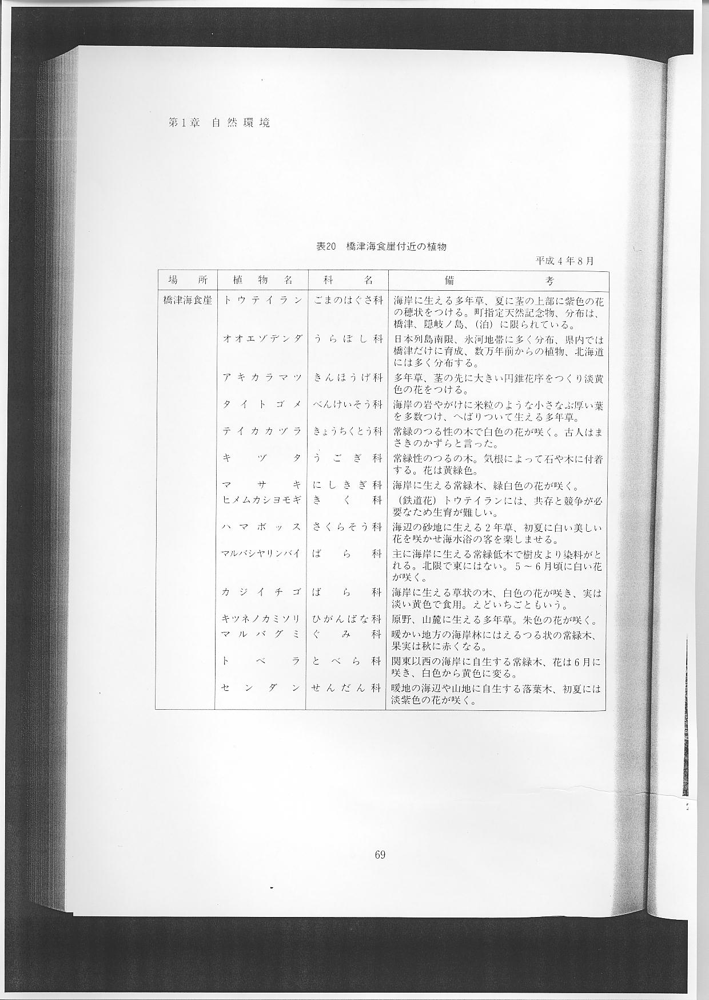 第1章 自然環境
表20 橋津海食崖付近の植物
平成4年8月
場所 植物名 科名 備考
橋津海食崖 トウテイラン ごまのはぐさ科 海岸に生える多年草、夏に茎の上部に紫色の花
の穂状をつける。町指定天然記念物、分布は、
橋津、隠岐ノ島、(泊)に限られている。
オオエゾデンダ うらぼし科 日本列島南限、氷河地帯に多く分布、県内では
橋津だけに育成、数万年前からの植物、北海道
には多く分布する。
アキカラマツ きんぽうげ科 多年草、茎の先に大きい円錐花序をつくり淡黄
色の花をつける。
タイトゴメ べんけいそう科 海岸の岩やがけに米粒のような小さなぶ厚い葉
を多数つけ、へばりついて生える多年草。
テイカカヅラ きょうちくとう科 常緑のつる性の木で白色の花が咲く。古人はま
さきのかずらと言った。
キヅタ うごぎ科 常緑性のつるの木。気根によって石や木に付着
する。花は黄緑色。
マサキ にしきぎ科 海岸に生える常緑木、緑白色の花が咲く。
ヒメムカシヨモギ きく科 (鉄道花)トウテイランには、共存と競争が必
要なため生育が難しい。
ハマボッス さくらそう科 海辺の砂地に生える2年草、初夏に白い美しい
花を咲かせ海水浴の客を楽しませる。
マルバシヤリンバイ ばら科 主に海岸に生える常緑低木で樹皮より染料がと
れる。北限で東にはない。5~6月頃に白い花
が咲く。
カジイチゴ ばら科 海岸に生える草状の木、白色の花が咲き、実は
淡い黄色で食用。えどいちごともいう。
キツネノカミソリ ひがんばな科 原野、山麓に生える多年草。朱色の花が咲く。
マルバグミ ぐみ科 暖かい地方の海岸林にはえるつる状の常緑木、
果実は秋に赤くなる。
トベラ とべら科 関東以西の海岸に自生する常緑木、花は6月に
咲き、白色から黄色に変る。
センダン せんだん科 暖地の海辺や山地に自生する落葉木、初夏には
淡紫色の花が咲く。
69